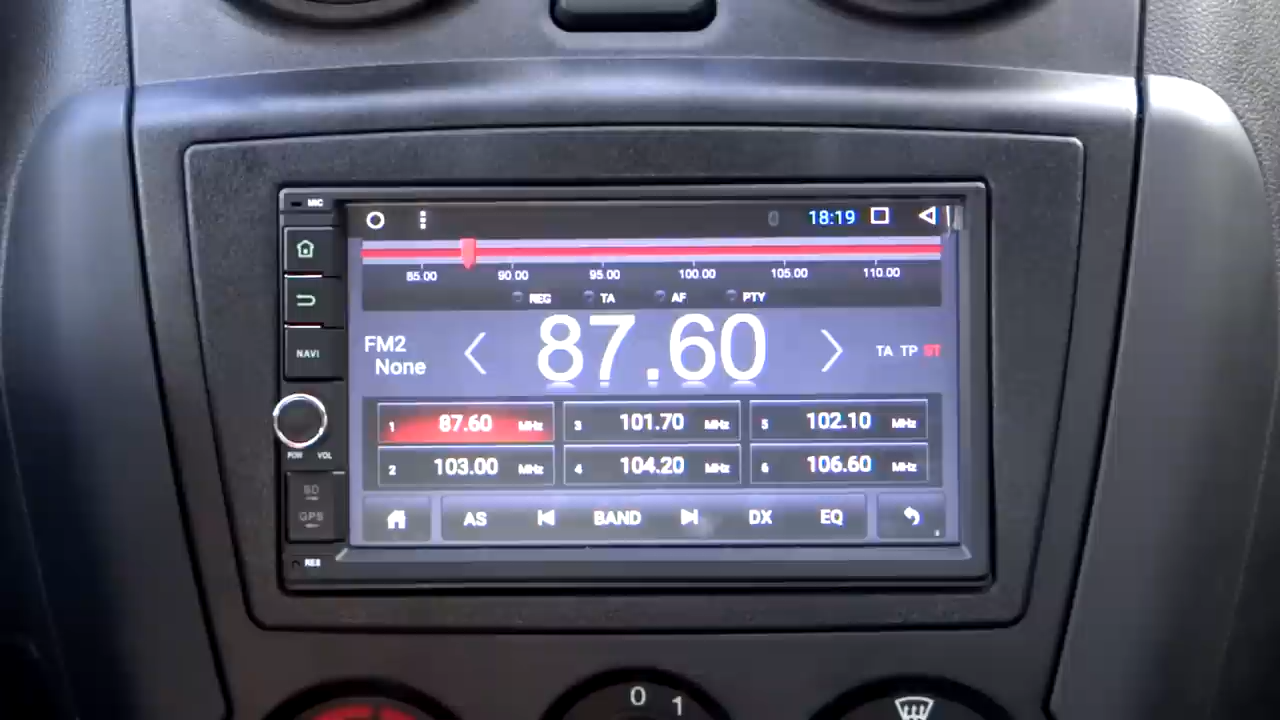 MIC
18:19
85.00 90.00 95.00 100.00 105.00 110.00
REG TA AF PTY
NAVI
FM2
None
87.60
TA TP ST
1 87.60 MHz
3 101.70 MHz
5 102.10 MHz
2 103.00 MHz
4 104.20 MHz
6 106.60 MHz
POW VOL
SD
GPS
AS BAND DX EQ
RES
0 1